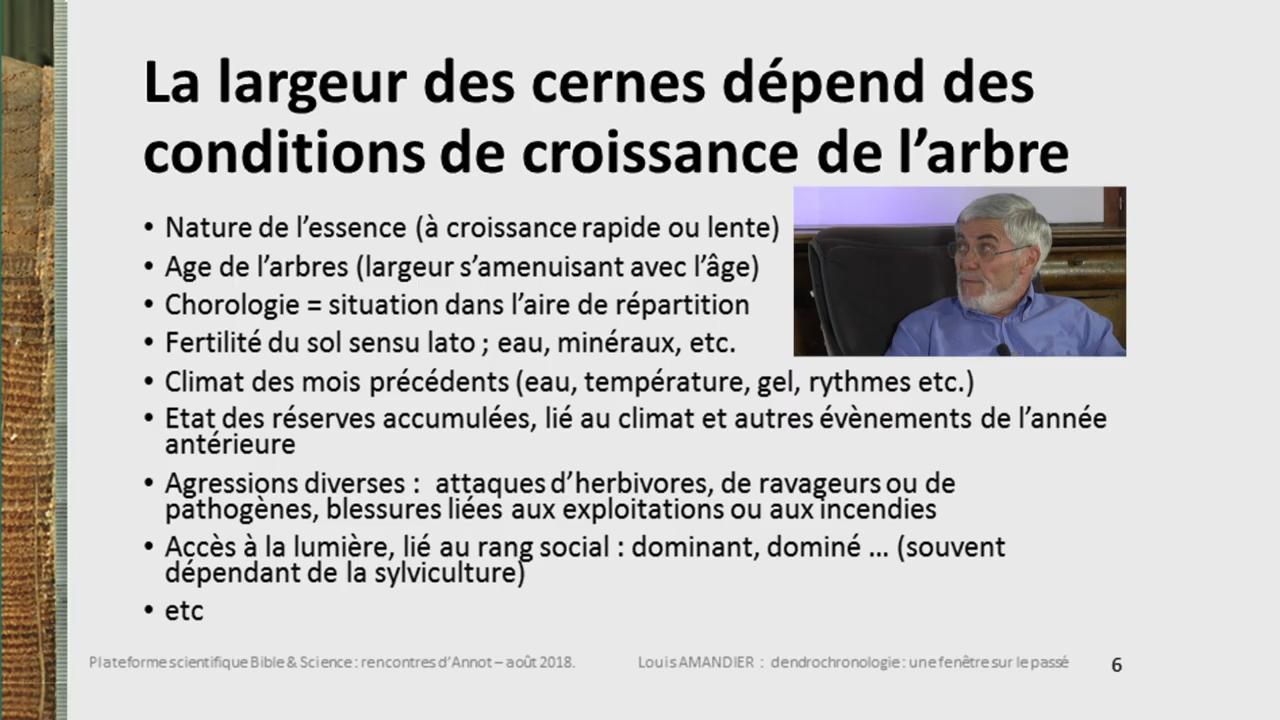 La largeur des cernes dépend des
conditions de croissance de l’arbre
• Nature de l’essence (à croissance rapide ou lente)
• Age de l’arbres (largeur s’amenuisant avec l’âge)
• Chorologie = situation dans l’aire de répartition
• Fertilité du sol sensu lato ; eau, minéraux, etc.
• Climat des mois précédents (eau, température, gel, rythmes etc.)
• Etat des réserves accumulées, lié au climat et autres évènements de l’année
antérieure
• Agressions diverses : attaques d’herbivores, de ravageurs ou de
pathogènes, blessures liées aux exploitations ou aux incendies
• Accès à la lumière, lié au rang social : dominant, dominé ... (souvent
dépendant de la sylviculture)
• etc
Plateforme scientifique Bible & Science : rencontres d’Annot – août 2018. Louis AMANDIER : dendrochronologie : une fenêtre sur le passé 6